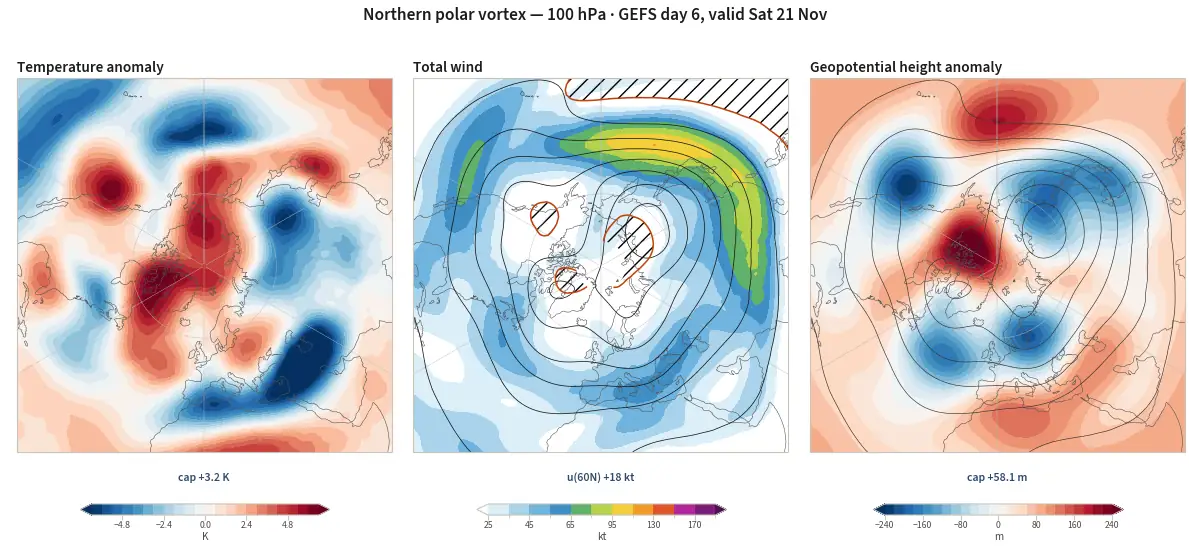 Northern polar vortex — 100 hPa · GEFS day 6, valid Sat 21 Nov
Temperature anomaly
Total wind
Geopotential height anomaly
cap +3.2 K
u(60N) +18 kt
cap +58.1 m
−4.8 −2.4 0.0 2.4 4.8
K
25 45 65 95 130 170
kt
−240 −160 −80 0 80 160 240
m